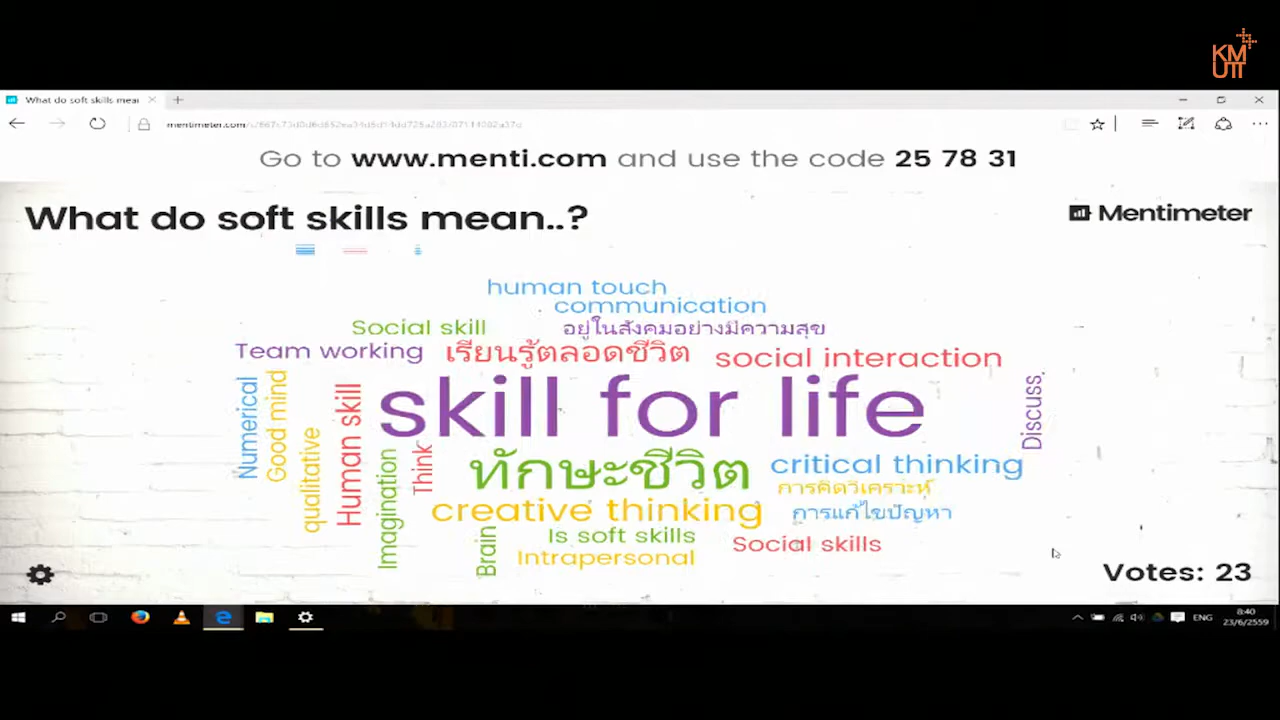 KM
UTT
What do soft skills mea
mentimeter.com
Go to www.menti.com and use the code 25 78 31
What do soft skills mean..?
Mentimeter
human touch
communication
Social skill
อยู่ในสังคมอย่างมีความสุข
Team working
เรียนรู้ตลอดชีวิต
social interaction
skill for life
Numerical
Good mind
qualitative
Human skill
Imagination
Think
Discuss.
ทักษะชีวิต
critical thinking
การคิดวิเคราะห์
creative thinking
การแก้ไขปัญหา
Brain
Is soft skills
Social skills
Intrapersonal
Votes: 23
ENG
8:40
23/6/2559